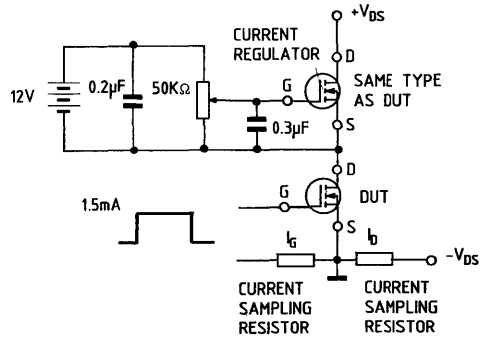 +VDS
CURRENT
REGULATOR
D
SAME TYPE
AS DUT
G
S
12V
0.2µF
50KΩ
0.3µF
D
G
DUT
S
1.5mA
IG
ID
-VDS
CURRENT
SAMPLING
RESISTOR
CURRENT
SAMPLING
RESISTOR